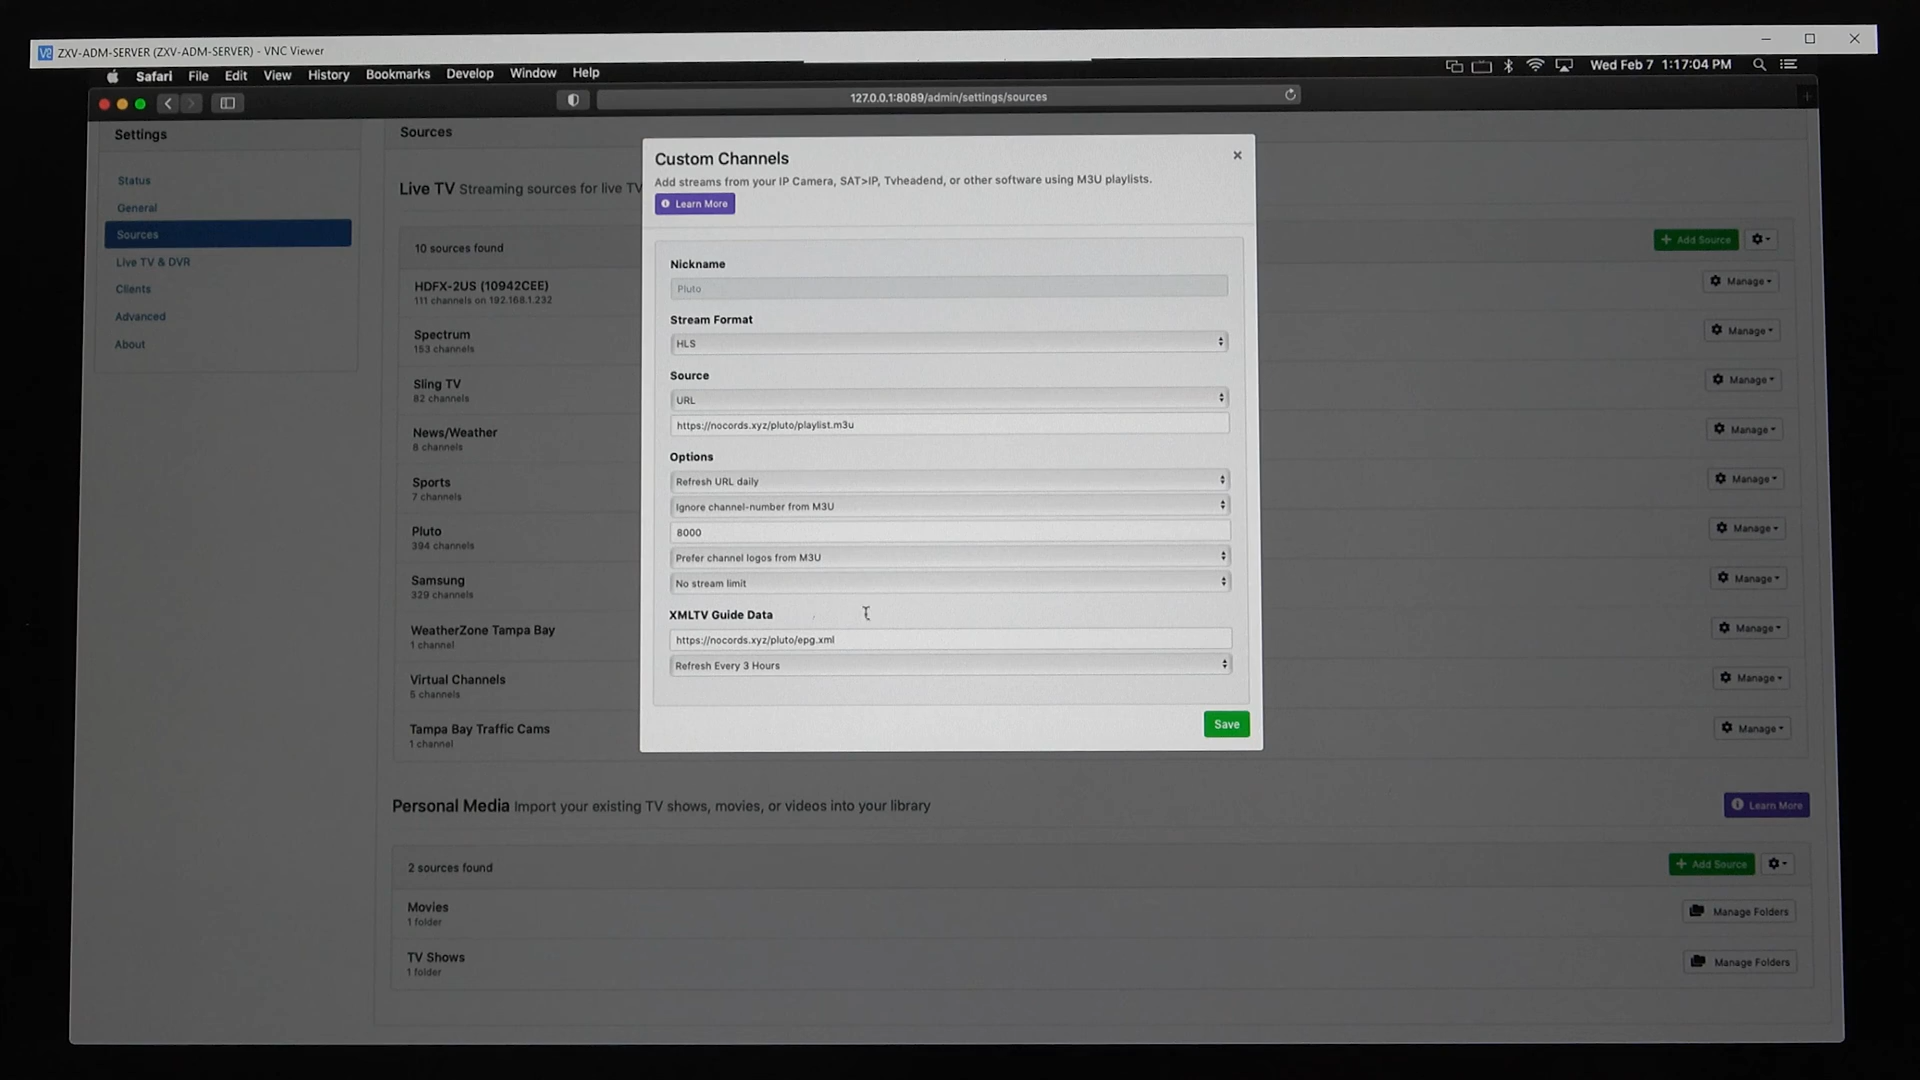 ZXV-ADM-SERVER (ZXV-ADM-SERVER) - VNC Viewer
Safari File Edit View History Bookmarks Develop Window Help
Wed Feb 7 1:17:04 PM
127.0.0.1:8089/admin/settings/sources
Settings
Status
General
Sources
Live TV & DVR
Clients
Advanced
About
Sources
Live TV Streaming sources for live TV
10 sources found
Add Source
HDFX-2US (10942CEE)
111 channels on 192.168.1.232
Manage
Spectrum
153 channels
Manage
Sling TV
82 channels
Manage
News/Weather
8 channels
Manage
Sports
7 channels
Manage
Pluto
394 channels
Manage
Samsung
329 channels
Manage
WeatherZone Tampa Bay
1 channel
Manage
Virtual Channels
5 channels
Manage
Tampa Bay Traffic Cams
1 channel
Manage
Custom Channels
Add streams from your IP Camera, SAT>IP, Tvheadend, or other software using M3U playlists.
Learn More
Nickname
Pluto
Stream Format
HLS
Source
URL
https://nocords.xyz/pluto/playlist.m3u
Options
Refresh URL daily
Ignore channel-number from M3U
8000
Prefer channel logos from M3U
No stream limit
XMLTV Guide Data
https://nocords.xyz/pluto/epg.xml
Refresh Every 3 Hours
Save
Personal Media Import your existing TV shows, movies, or videos into your library
Learn More
2 sources found
Add Source
Movies
1 folder
Manage Folders
TV Shows
1 folder
Manage Folders